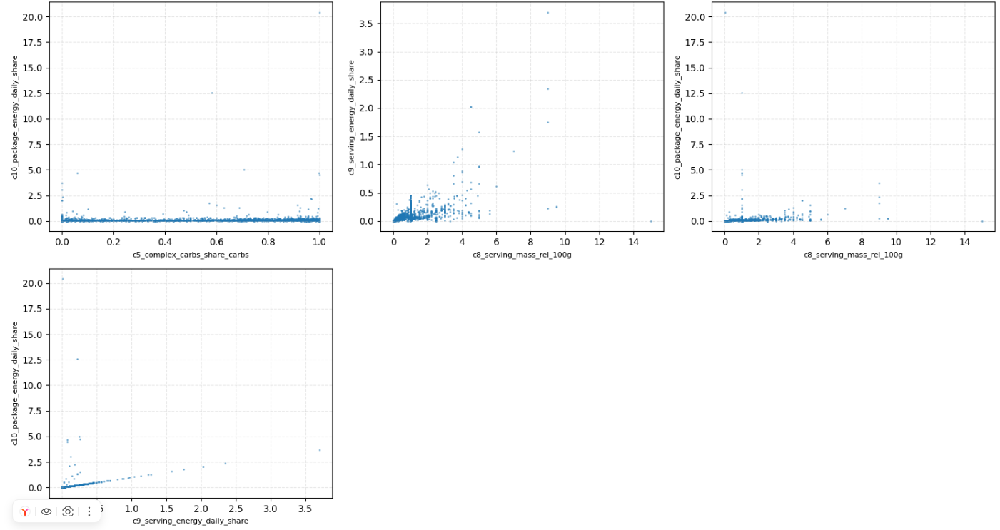 20.0
17.5
15.0
12.5
10.0
7.5
5.0
2.5
0.0
c10_package_energy_daily_share
0.0 0.2 0.4 0.6 0.8 1.0
c5_complex_carbs_share_carbs
3.5
3.0
2.5
2.0
1.5
1.0
0.5
0.0
c9_serving_energy_daily_share
0 2 4 6 8 10 12 14
c8_serving_mass_rel_100g
20.0
17.5
15.0
12.5
10.0
7.5
5.0
2.5
0.0
c10_package_energy_daily_share
0 2 4 6 8 10 12 14
c8_serving_mass_rel_100g
20.0
17.5
15.0
12.5
10.0
7.5
5.0
2.5
0.0
c10_package_energy_daily_share
1.0 1.5 2.0 2.5 3.0 3.5
c9_serving_energy_daily_share